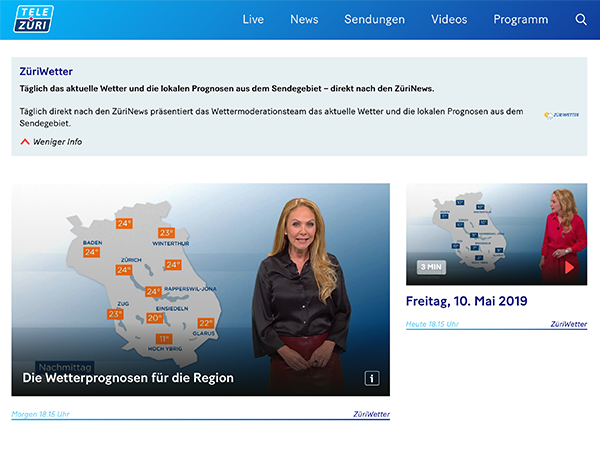 TELE
ZÜRI
Live News Sendungen Videos Programm
ZüriWetter
Täglich das aktuelle Wetter und die lokalen Prognosen aus dem Sendegebiet – direkt nach den ZüriNews.
Täglich direkt nach den ZüriNews präsentiert das Wettermoderationsteam das aktuelle Wetter und die lokalen Prognosen aus dem
Sendegebiet.
ZÜRIWETTER
Weniger Info
24°
23°
BADEN
WINTERTHUR
24°
ZÜRICH
24°
24°
24°
RAPPERSWIL-JONA
ZUG
EINSIEDELN
23°
20°
22°
GLARUS
11°
HOCH YBRIG
Nachmittag
Die Wetterprognosen für die Region
Morgen 18.15 Uhr
ZüriWetter
3 MIN
Freitag, 10. Mai 2019
Heute 18.15 Uhr
ZüriWetter